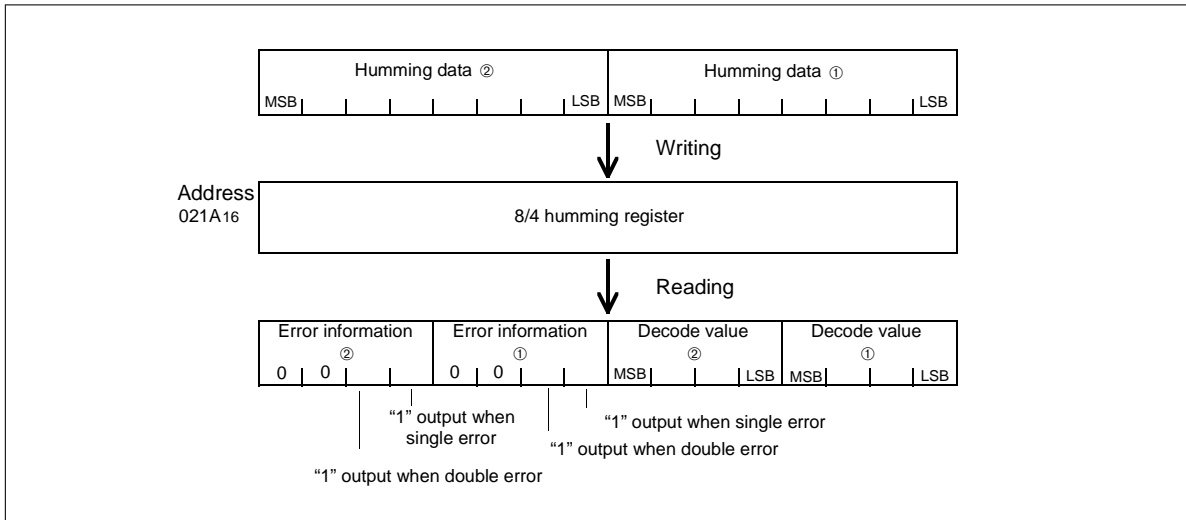 Humming data ② Humming data ①
MSB LSB MSB LSB
Writing
Address
021A16
8/4 humming register
Reading
Error information Error information Decode value Decode value
② ① ② ①
0 0 0 0 MSB LSB MSB LSB
“1” output when “1” output when single error
single error “1” output when double error
“1” output when double error